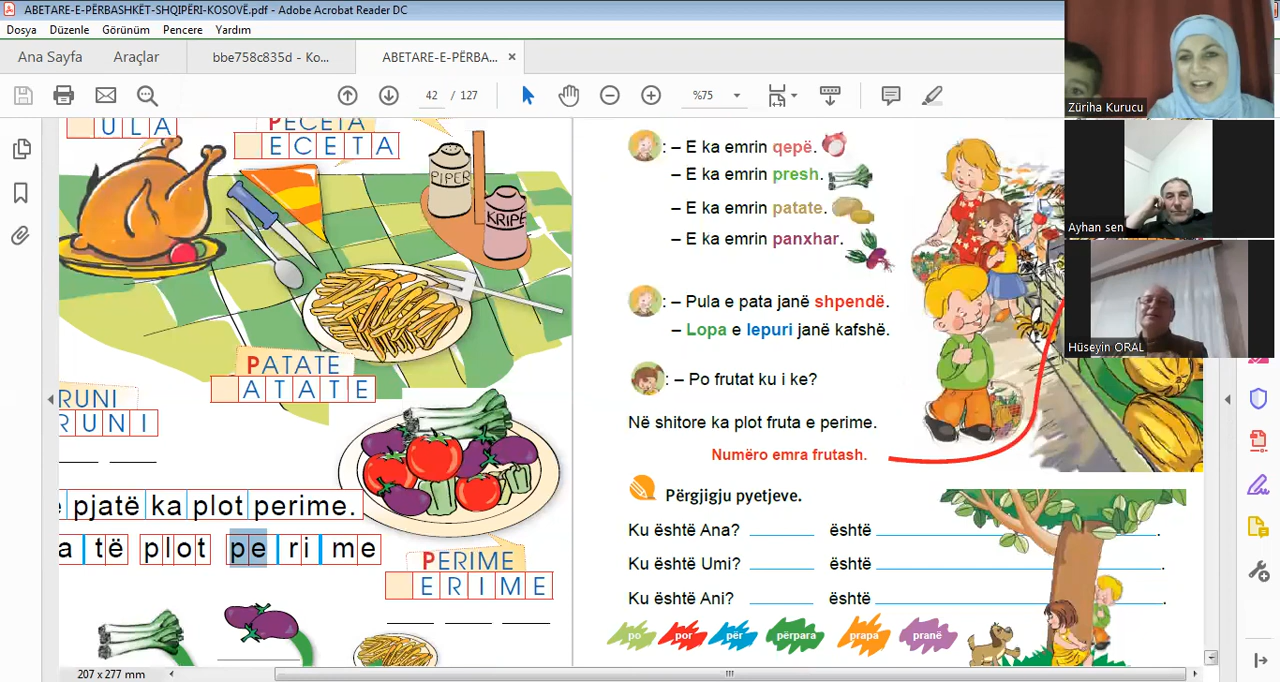 ABETARE-E-PËRBASHKËT-SHQIPËRI-KOSOVË.pdf - Adobe Acrobat Reader DC
Dosya Düzenle Görünüm Pencere Yardım
Ana Sayfa Araçlar bbe758c835d - Ko... ABETARE-E-PËRBA... ×
42 / 127 %75
ULA
PECETA
ECETA
PIPER
KRIPE
PATATE
ATATE
RUNI
RUNI
pjatë ka plot perime.
a të plot pe ri me
PERIME
ERIME
: – E ka emrin qepë.
– E ka emrin presh.
– E ka emrin patate.
– E ka emrin panxhar.
: – Pula e pata janë shpendë.
– Lopa e lepuri janë kafshë.
: – Po frutat ku i ke?
Në shitore ka plot fruta e perime.
Numëro emra frutash.
Përgjigju pyetjeve.
Ku është Ana? është .
Ku është Umi? është .
Ku është Ani? është .
po por për përpara prapa pranë
207 x 277 mm
Züriha Kurucu
Ayhan sen
Hüseyin ORAL